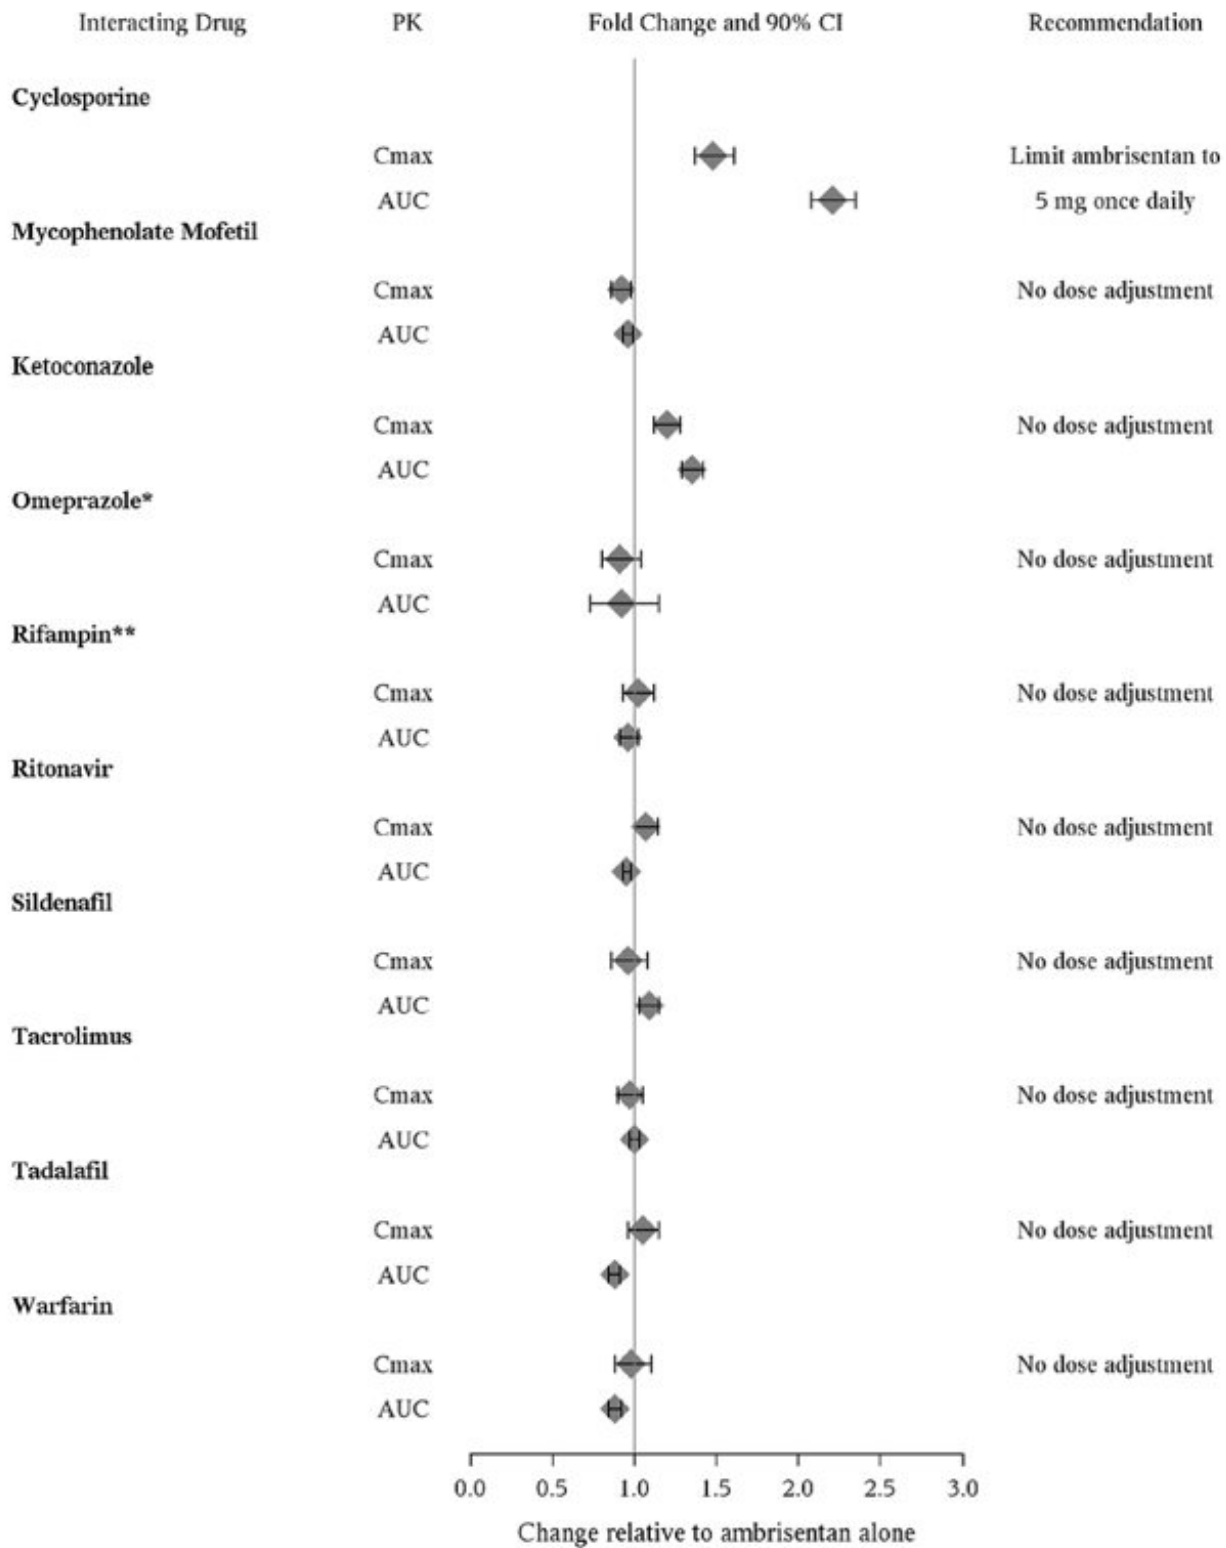 Interacting Drug PK Fold Change and 90% CI Recommendation
Cyclosporine
Cmax Limit ambrisentan to
AUC 5 mg once daily
Mycophenolate Mofetil
Cmax No dose adjustment
AUC
Ketoconazole
Cmax No dose adjustment
AUC
Omeprazole*
Cmax No dose adjustment
AUC
Rifampin**
Cmax No dose adjustment
AUC
Ritonavir
Cmax No dose adjustment
AUC
Sildenafil
Cmax No dose adjustment
AUC
Tacrolimus
Cmax No dose adjustment
AUC
Tadalafil
Cmax No dose adjustment
AUC
Warfarin
Cmax No dose adjustment
AUC
0.0 0.5 1.0 1.5 2.0 2.5 3.0
Change relative to ambrisentan alone